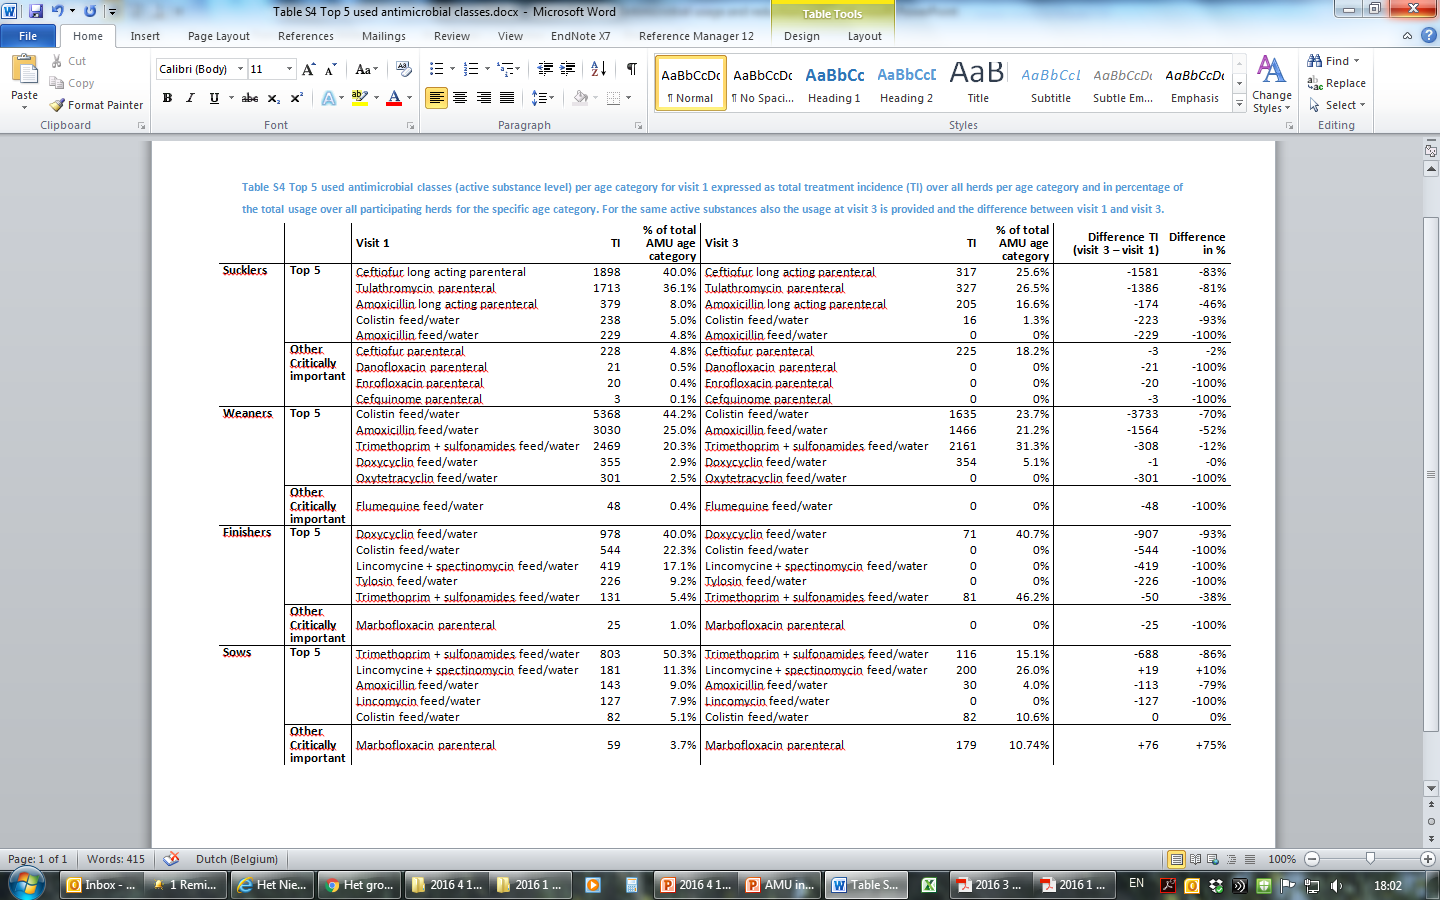 Table S4 Top 5 used antimicrobial classes.docx - Microsoft Word
Table Tools
File Home Insert Page Layout References Mailings Review View EndNote X7 Reference Manager 12 Design Layout
Paste
Cut
Copy
Format Painter
Clipboard
Calibri (Body) 11
Font
Paragraph
AaBbCcDc AaBbCcDc AaBbCc AaBbCcD AaB AaBbCcL AaBbCcDc AaBbCcDc
¶ Normal ¶ No Spaci... Heading 1 Heading 2 Title Subtitle Subtle Em... Emphasis
Change Styles
Styles
Find
Replace
Select
Editing
Table S4 Top 5 used antimicrobial classes (active substance level) per age category for visit 1 expressed as total treatment incidence (TI) over all herds per age category and in percentage of
the total usage over all participating herds for the specific age category. For the same active substances also the usage at visit 3 is provided and the difference between visit 1 and visit 3.
Visit 1 TI % of total AMU age category Visit 3 TI % of total AMU age category Difference TI (visit 3 – visit 1) Difference in %
Sucklers Top 5 Ceftiofur long acting parenteral 1898 40.0% Ceftiofur long acting parenteral 317 25.6% -1581 -83%
Tulathromycin parenteral 1713 36.1% Tulathromycin parenteral 327 26.5% -1386 -81%
Amoxicillin long acting parenteral 379 8.0% Amoxicillin long acting parenteral 205 16.6% -174 -46%
Colistin feed/water 238 5.0% Colistin feed/water 16 1.3% -223 -93%
Amoxicillin feed/water 229 4.8% Amoxicillin feed/water 0 0% -229 -100%
Other Critically important Ceftiofur parenteral 228 4.8% Ceftiofur parenteral 225 18.2% -3 -2%
Danofloxacin parenteral 21 0.5% Danofloxacin parenteral 0 0% -21 -100%
Enrofloxacin parenteral 20 0.4% Enrofloxacin parenteral 0 0% -20 -100%
Cefquinome parenteral 3 0.1% Cefquinome parenteral 0 0% -3 -100%
Weaners Top 5 Colistin feed/water 5368 44.2% Colistin feed/water 1635 23.7% -3733 -70%
Amoxicillin feed/water 3030 25.0% Amoxicillin feed/water 1466 21.2% -1564 -52%
Trimethoprim + sulfonamides feed/water 2469 20.3% Trimethoprim + sulfonamides feed/water 2161 31.3% -308 -12%
Doxycyclin feed/water 355 2.9% Doxycyclin feed/water 354 5.1% -1 -0%
Oxytetracyclin feed/water 301 2.5% Oxytetracyclin feed/water 0 0% -301 -100%
Other Critically important Flumequine feed/water 48 0.4% Flumequine feed/water 0 0% -48 -100%
Finishers Top 5 Doxycyclin feed/water 978 40.0% Doxycyclin feed/water 71 40.7% -907 -93%
Colistin feed/water 544 22.3% Colistin feed/water 0 0% -544 -100%
Lincomycine + spectinomycin feed/water 419 17.1% Lincomycine + spectinomycin feed/water 0 0% -419 -100%
Tylosin feed/water 226 9.2% Tylosin feed/water 0 0% -226 -100%
Trimethoprim + sulfonamides feed/water 131 5.4% Trimethoprim + sulfonamides feed/water 81 46.2% -50 -38%
Other Critically important Marbofloxacin parenteral 25 1.0% Marbofloxacin parenteral 0 0% -25 -100%
Sows Top 5 Trimethoprim + sulfonamides feed/water 803 50.3% Trimethoprim + sulfonamides feed/water 116 15.1% -688 -86%
Lincomycine + spectinomycin feed/water 181 11.3% Lincomycine + spectinomycin feed/water 200 26.0% +19 +10%
Amoxicillin feed/water 143 9.0% Amoxicillin feed/water 30 4.0% -113 -79%
Lincomycin feed/water 127 7.9% Lincomycin feed/water 0 0% -127 -100%
Colistin feed/water 82 5.1% Colistin feed/water 82 10.6% 0 0%
Other Critically important Marbofloxacin parenteral 59 3.7% Marbofloxacin parenteral 179 10.74% +76 +75%
Page: 1 of 1 Words: 415 Dutch (Belgium) 100%
Inbox - ... 1 Remi... Het Nie... Het gro... 2016 4 1... 2016 1 ... 2016 4 1... AMU in... Table S... 2016 3 ... 2016 1 ... EN 18:02